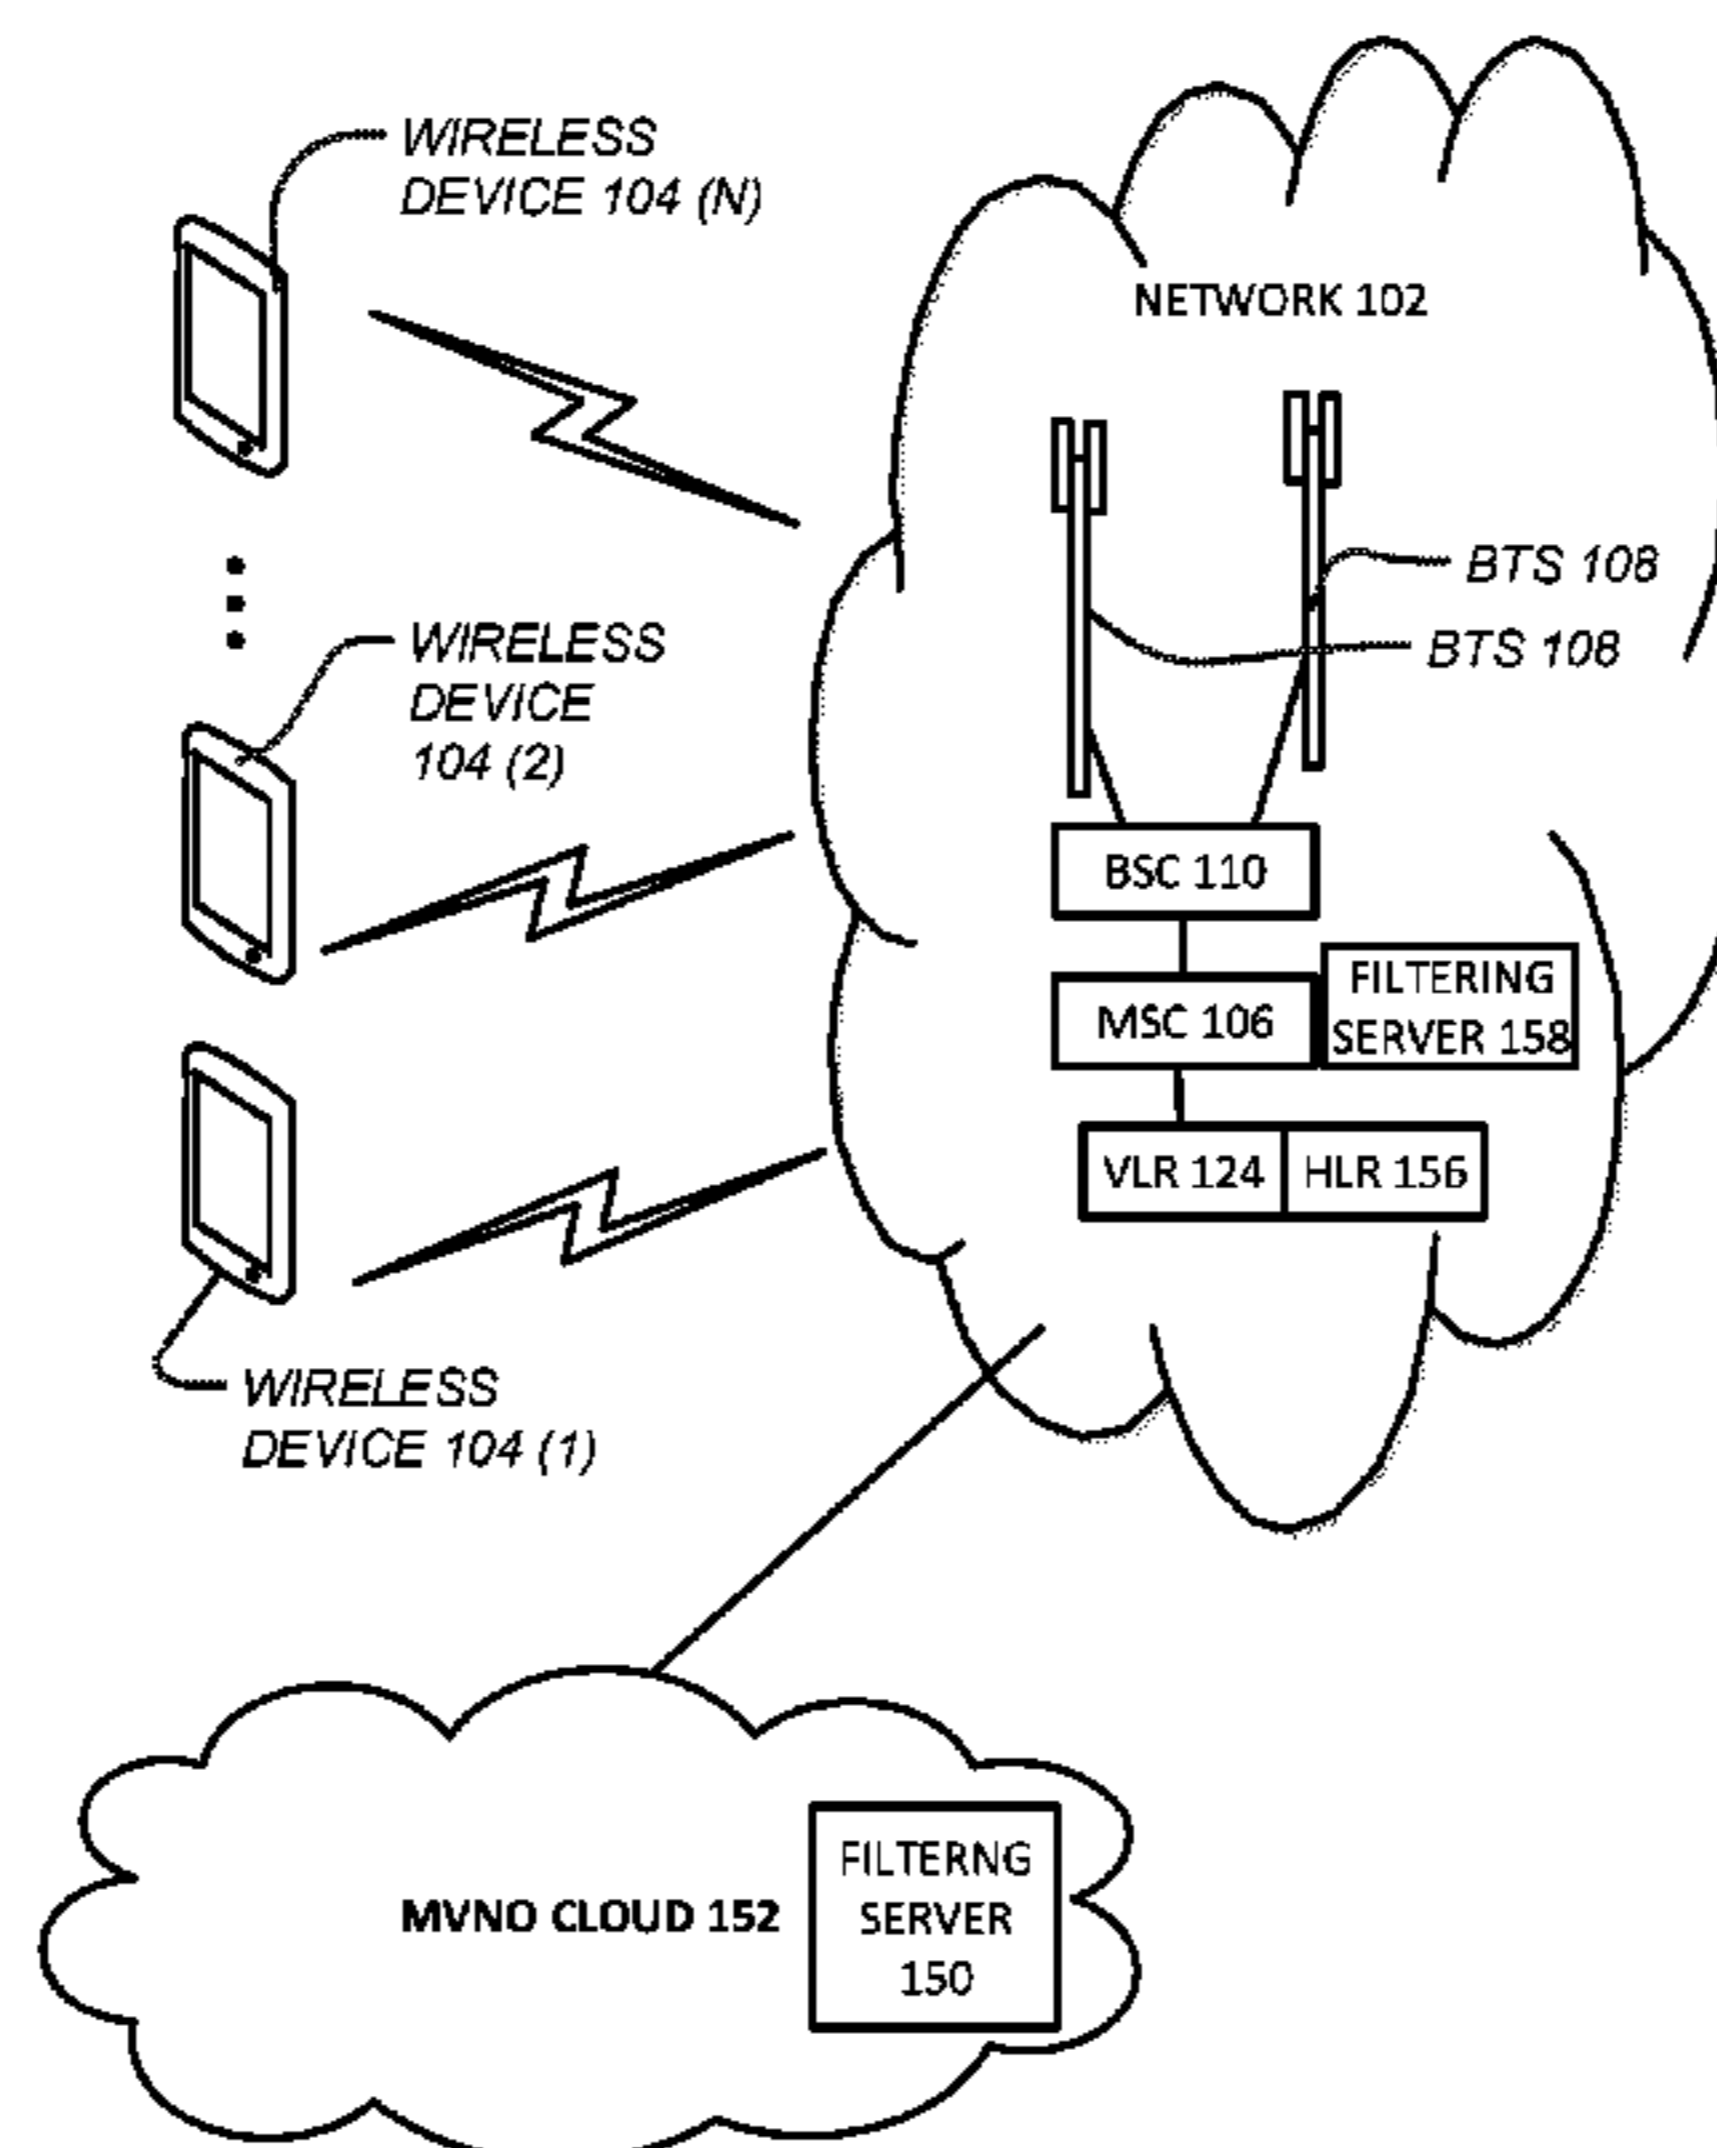 WIRELESS
DEVICE 104 (N)
NETWORK 102
BTS 108
BTS 108
WIRELESS
DEVICE
104 (2)
BSC 110
MSC 106
FILTERING
SERVER 158
VLR 124
HLR 156
WIRELESS
DEVICE 104 (1)
MVNO CLOUD 152
FILTERNG
SERVER
150